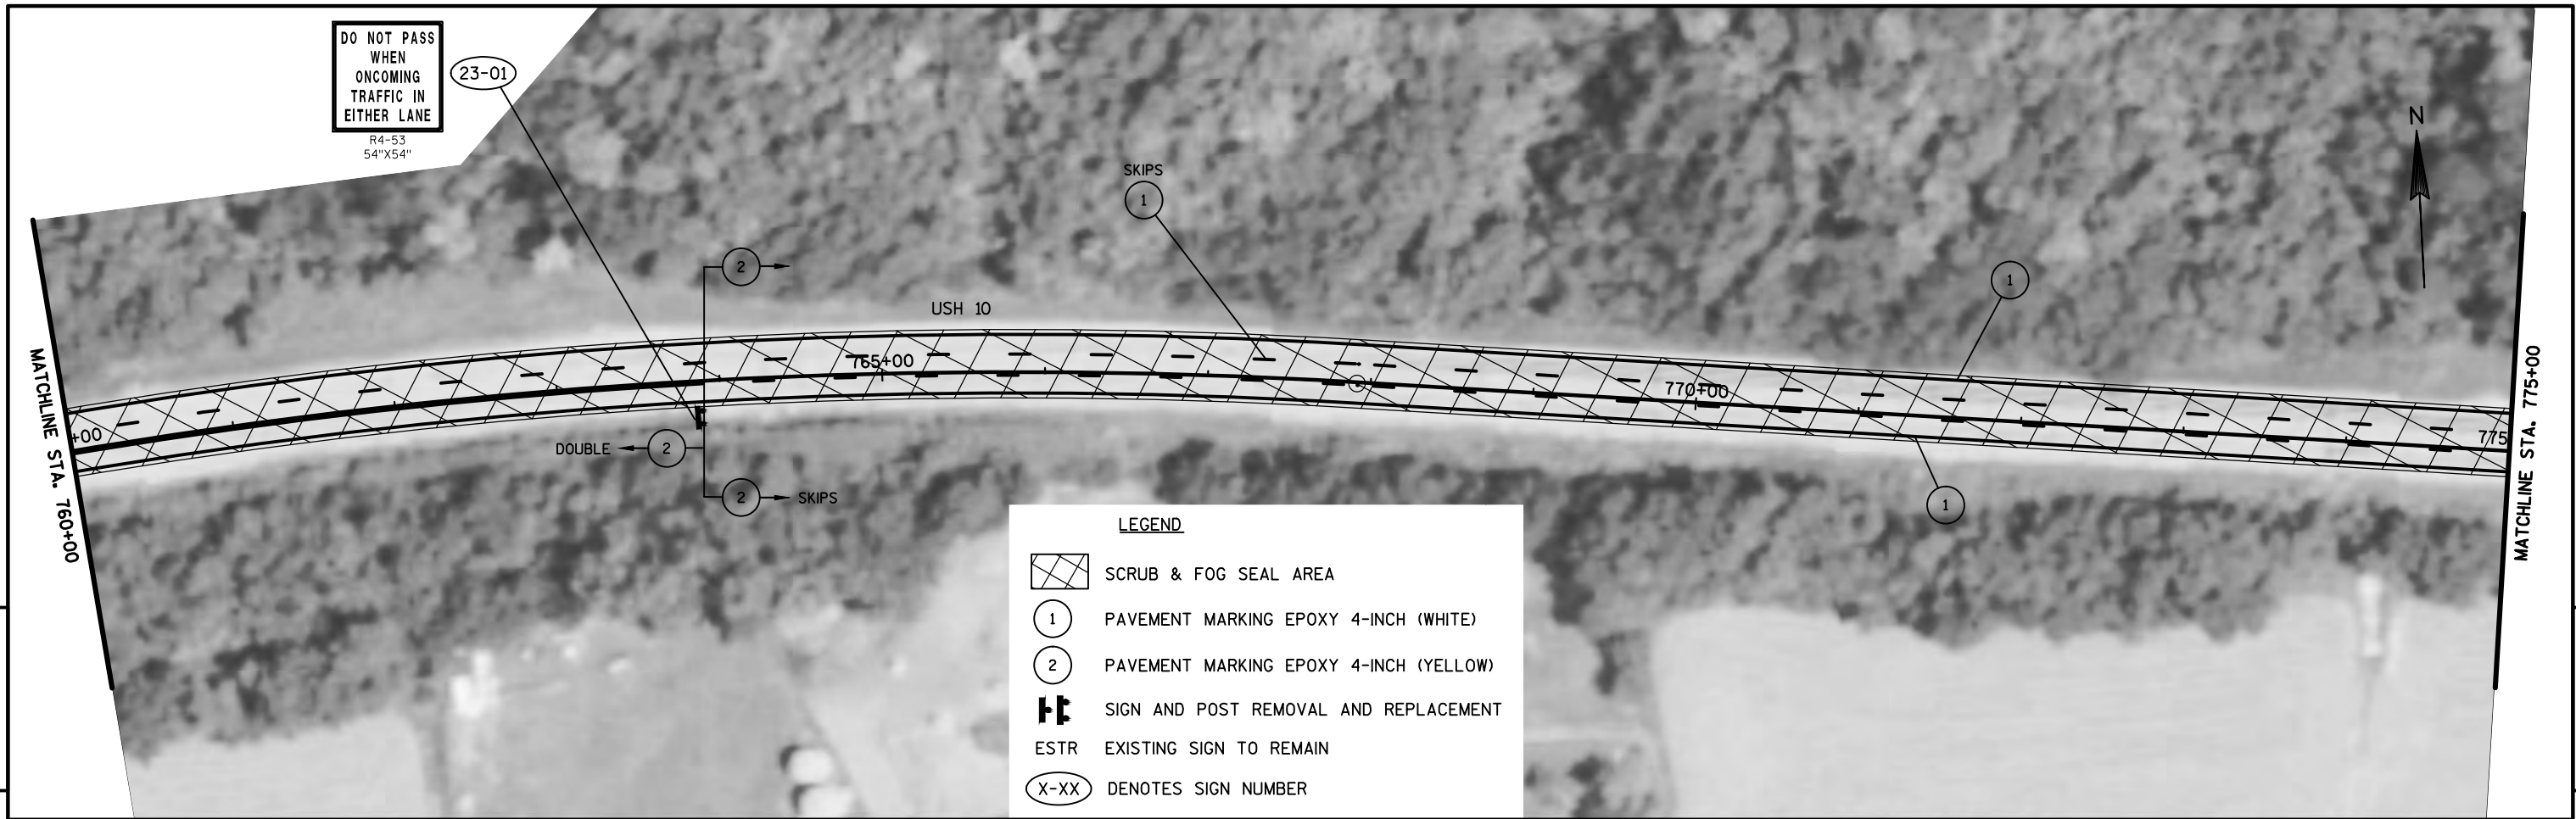 DO NOT PASS
WHEN
ONCOMING
TRAFFIC IN
EITHER LANE
R4-53
54"X54"
23-01
SKIPS
1
2
1
USH 10
765+00
770+00
+00
775
MATCHLINE STA. 760+00
MATCHLINE STA. 775+00
N
DOUBLE
2
2
SKIPS
1
LEGEND
SCRUB & FOG SEAL AREA
1 PAVEMENT MARKING EPOXY 4-INCH (WHITE)
2 PAVEMENT MARKING EPOXY 4-INCH (YELLOW)
SIGN AND POST REMOVAL AND REPLACEMENT
ESTR EXISTING SIGN TO REMAIN
X-XX DENOTES SIGN NUMBER